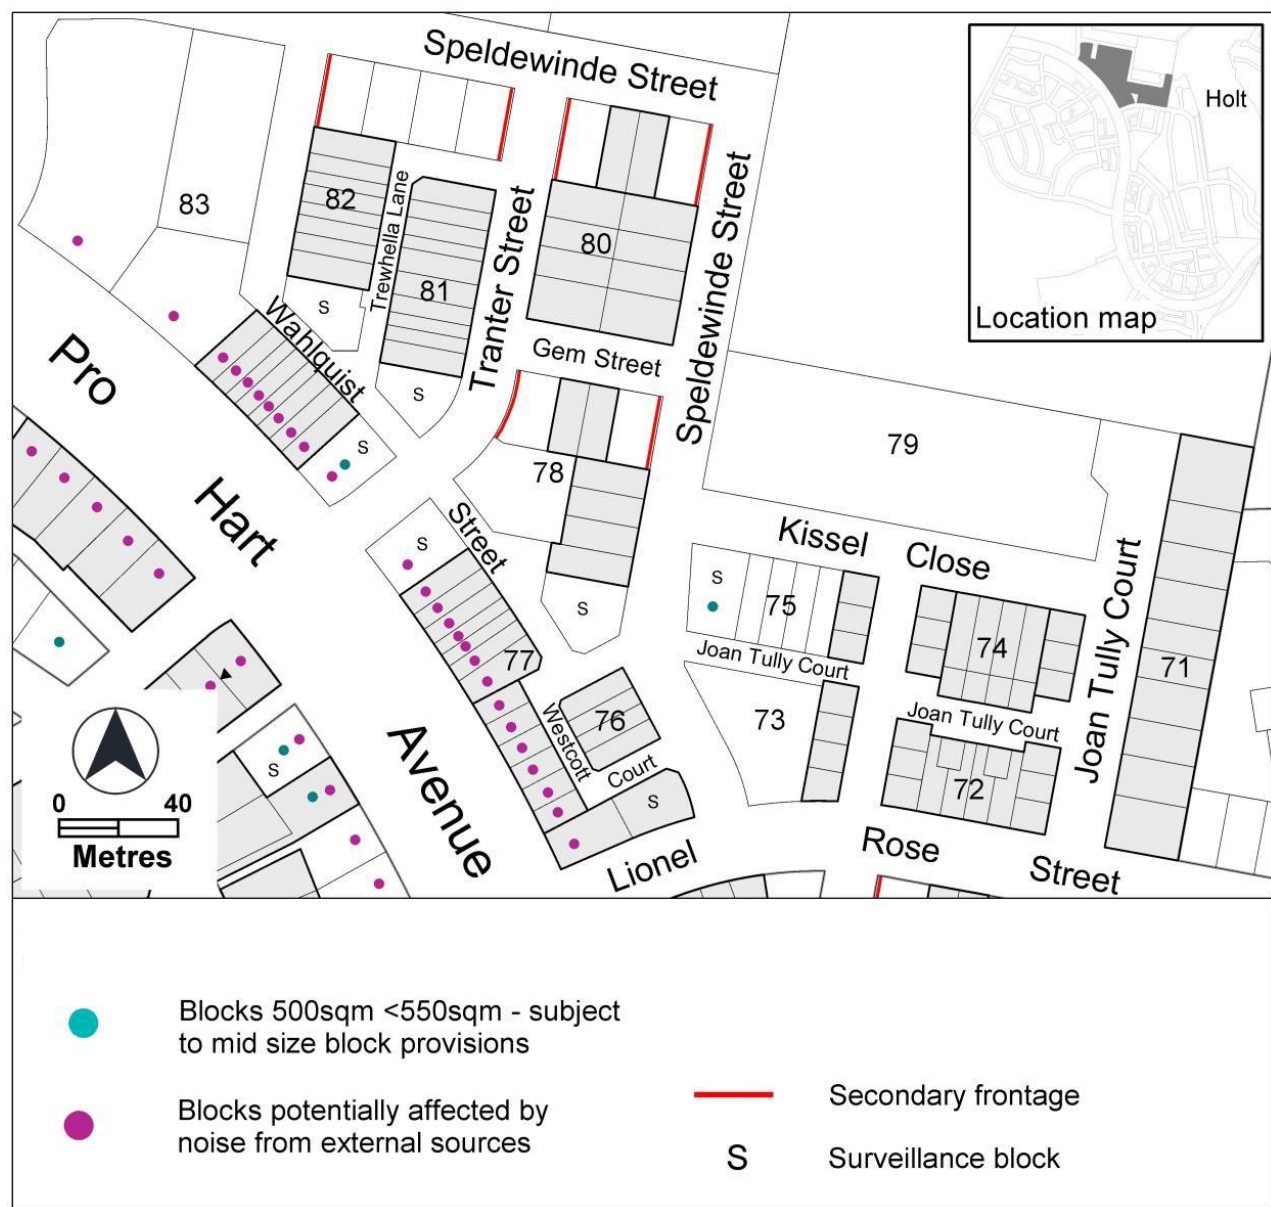 Speldewinde Street
Holt
Location map
83
82
Trewhella Lane
81
Tranter Street
80
Speldewinde Street
S
Wahlquist
S
Gem Street
Pro
S
78
79
Hart
Street
S
Kissel
Close
S
75
S
Joan Tully Court
74
Joan Tully Court
71
77
76
73
Joan Tully Court
Westcott
Court
72
S
Avenue
Lionel
Rose
Street
S
0 40
Metres
Blocks 500sqm <550sqm - subject
to mid size block provisions
Blocks potentially affected by
noise from external sources
Secondary frontage
S Surveillance block